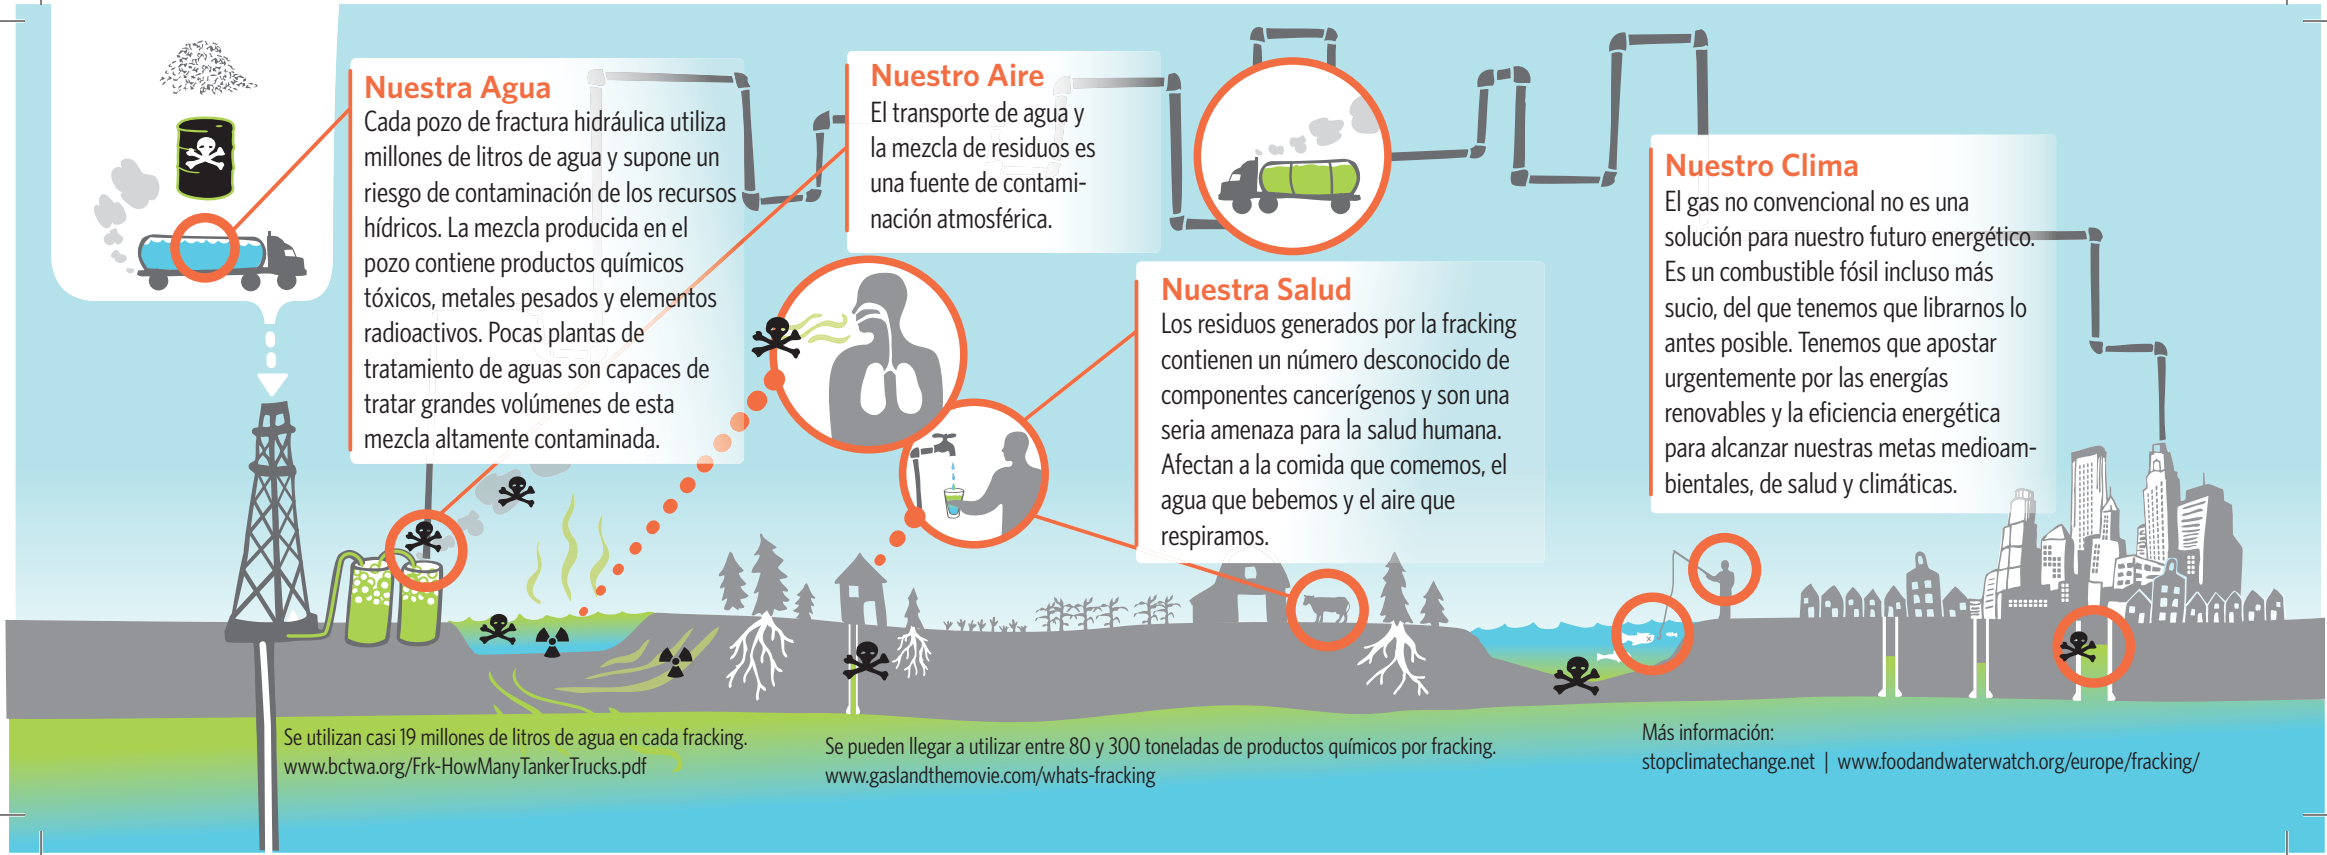 Nuestra Agua
Cada pozo de fractura hidráulica utiliza
millones de litros de agua y supone un
riesgo de contaminación de los recursos
hídricos. La mezcla producida en el
pozo contiene productos químicos
tóxicos, metales pesados y elementos
radioactivos. Pocas plantas de
tratamiento de aguas son capaces de
tratar grandes volúmenes de esta
mezcla altamente contaminada.
Nuestro Aire
El transporte de agua y
la mezcla de residuos es
una fuente de contami-
nación atmosférica.
Nuestra Salud
Los residuos generados por la fracking
contienen un número desconocido de
componentes cancerígenos y son una
seria amenaza para la salud humana.
Afectan a la comida que comemos, el
agua que bebemos y el aire que
respiramos.
Nuestro Clima
El gas no convencional no es una
solución para nuestro futuro energético.
Es un combustible fósil incluso más
sucio, del que tenemos que librarnos lo
antes posible. Tenemos que apostar
urgentemente por las energías
renovables y la eficiencia energética
para alcanzar nuestras metas medioam-
bientales, de salud y climáticas.
Se utilizan casi 19 millones de litros de agua en cada fracking.
www.bctwa.org/Frk-HowManyTankerTrucks.pdf
Se pueden llegar a utilizar entre 80 y 300 toneladas de productos químicos por fracking.
www.gaslandthemovie.com/whats-fracking
Más información:
stopclimatechange.net | www.foodandwaterwatch.org/europe/fracking/